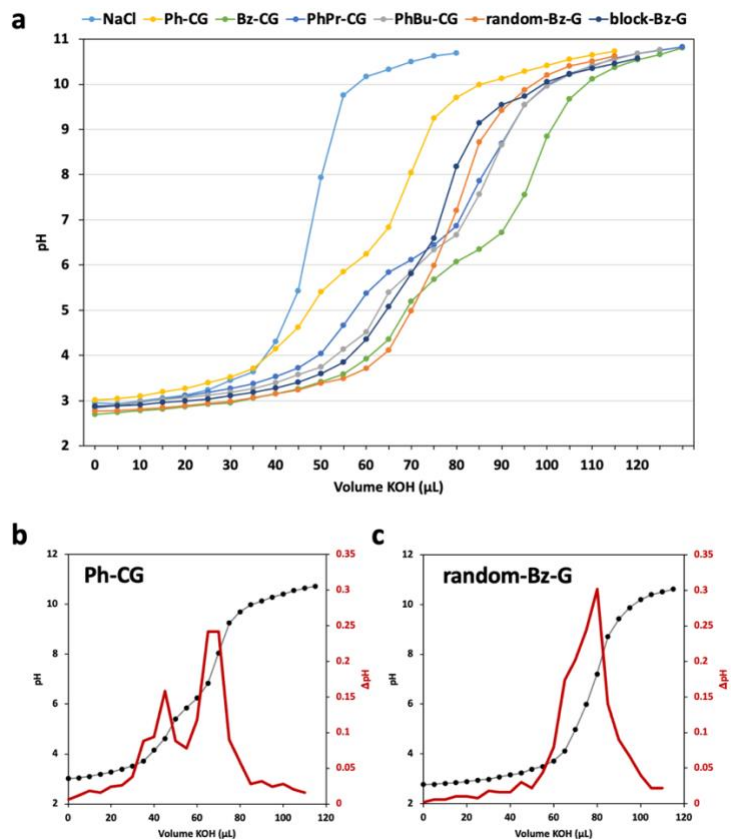 a
NaCl Ph-CG Bz-CG PhPr-CG PhBu-CG random-Bz-G block-Bz-G
11
10
9
8
7
6
5
4
3
2
pH
0 10 20 30 40 50 60 70 80 90 100 110 120
Volume KOH (µL)
b
Ph-CG
12
10
8
6
4
2
pH
0.35
0.3
0.25
0.2
0.15
0.1
0.05
0
ΔpH
0 20 40 60 80 100 120
Volume KOH (µL)
c
random-Bz-G
12
10
8
6
4
2
pH
0.35
0.3
0.25
0.2
0.15
0.1
0.05
0
ΔpH
0 20 40 60 80 100 120
Volume KOH (µL)